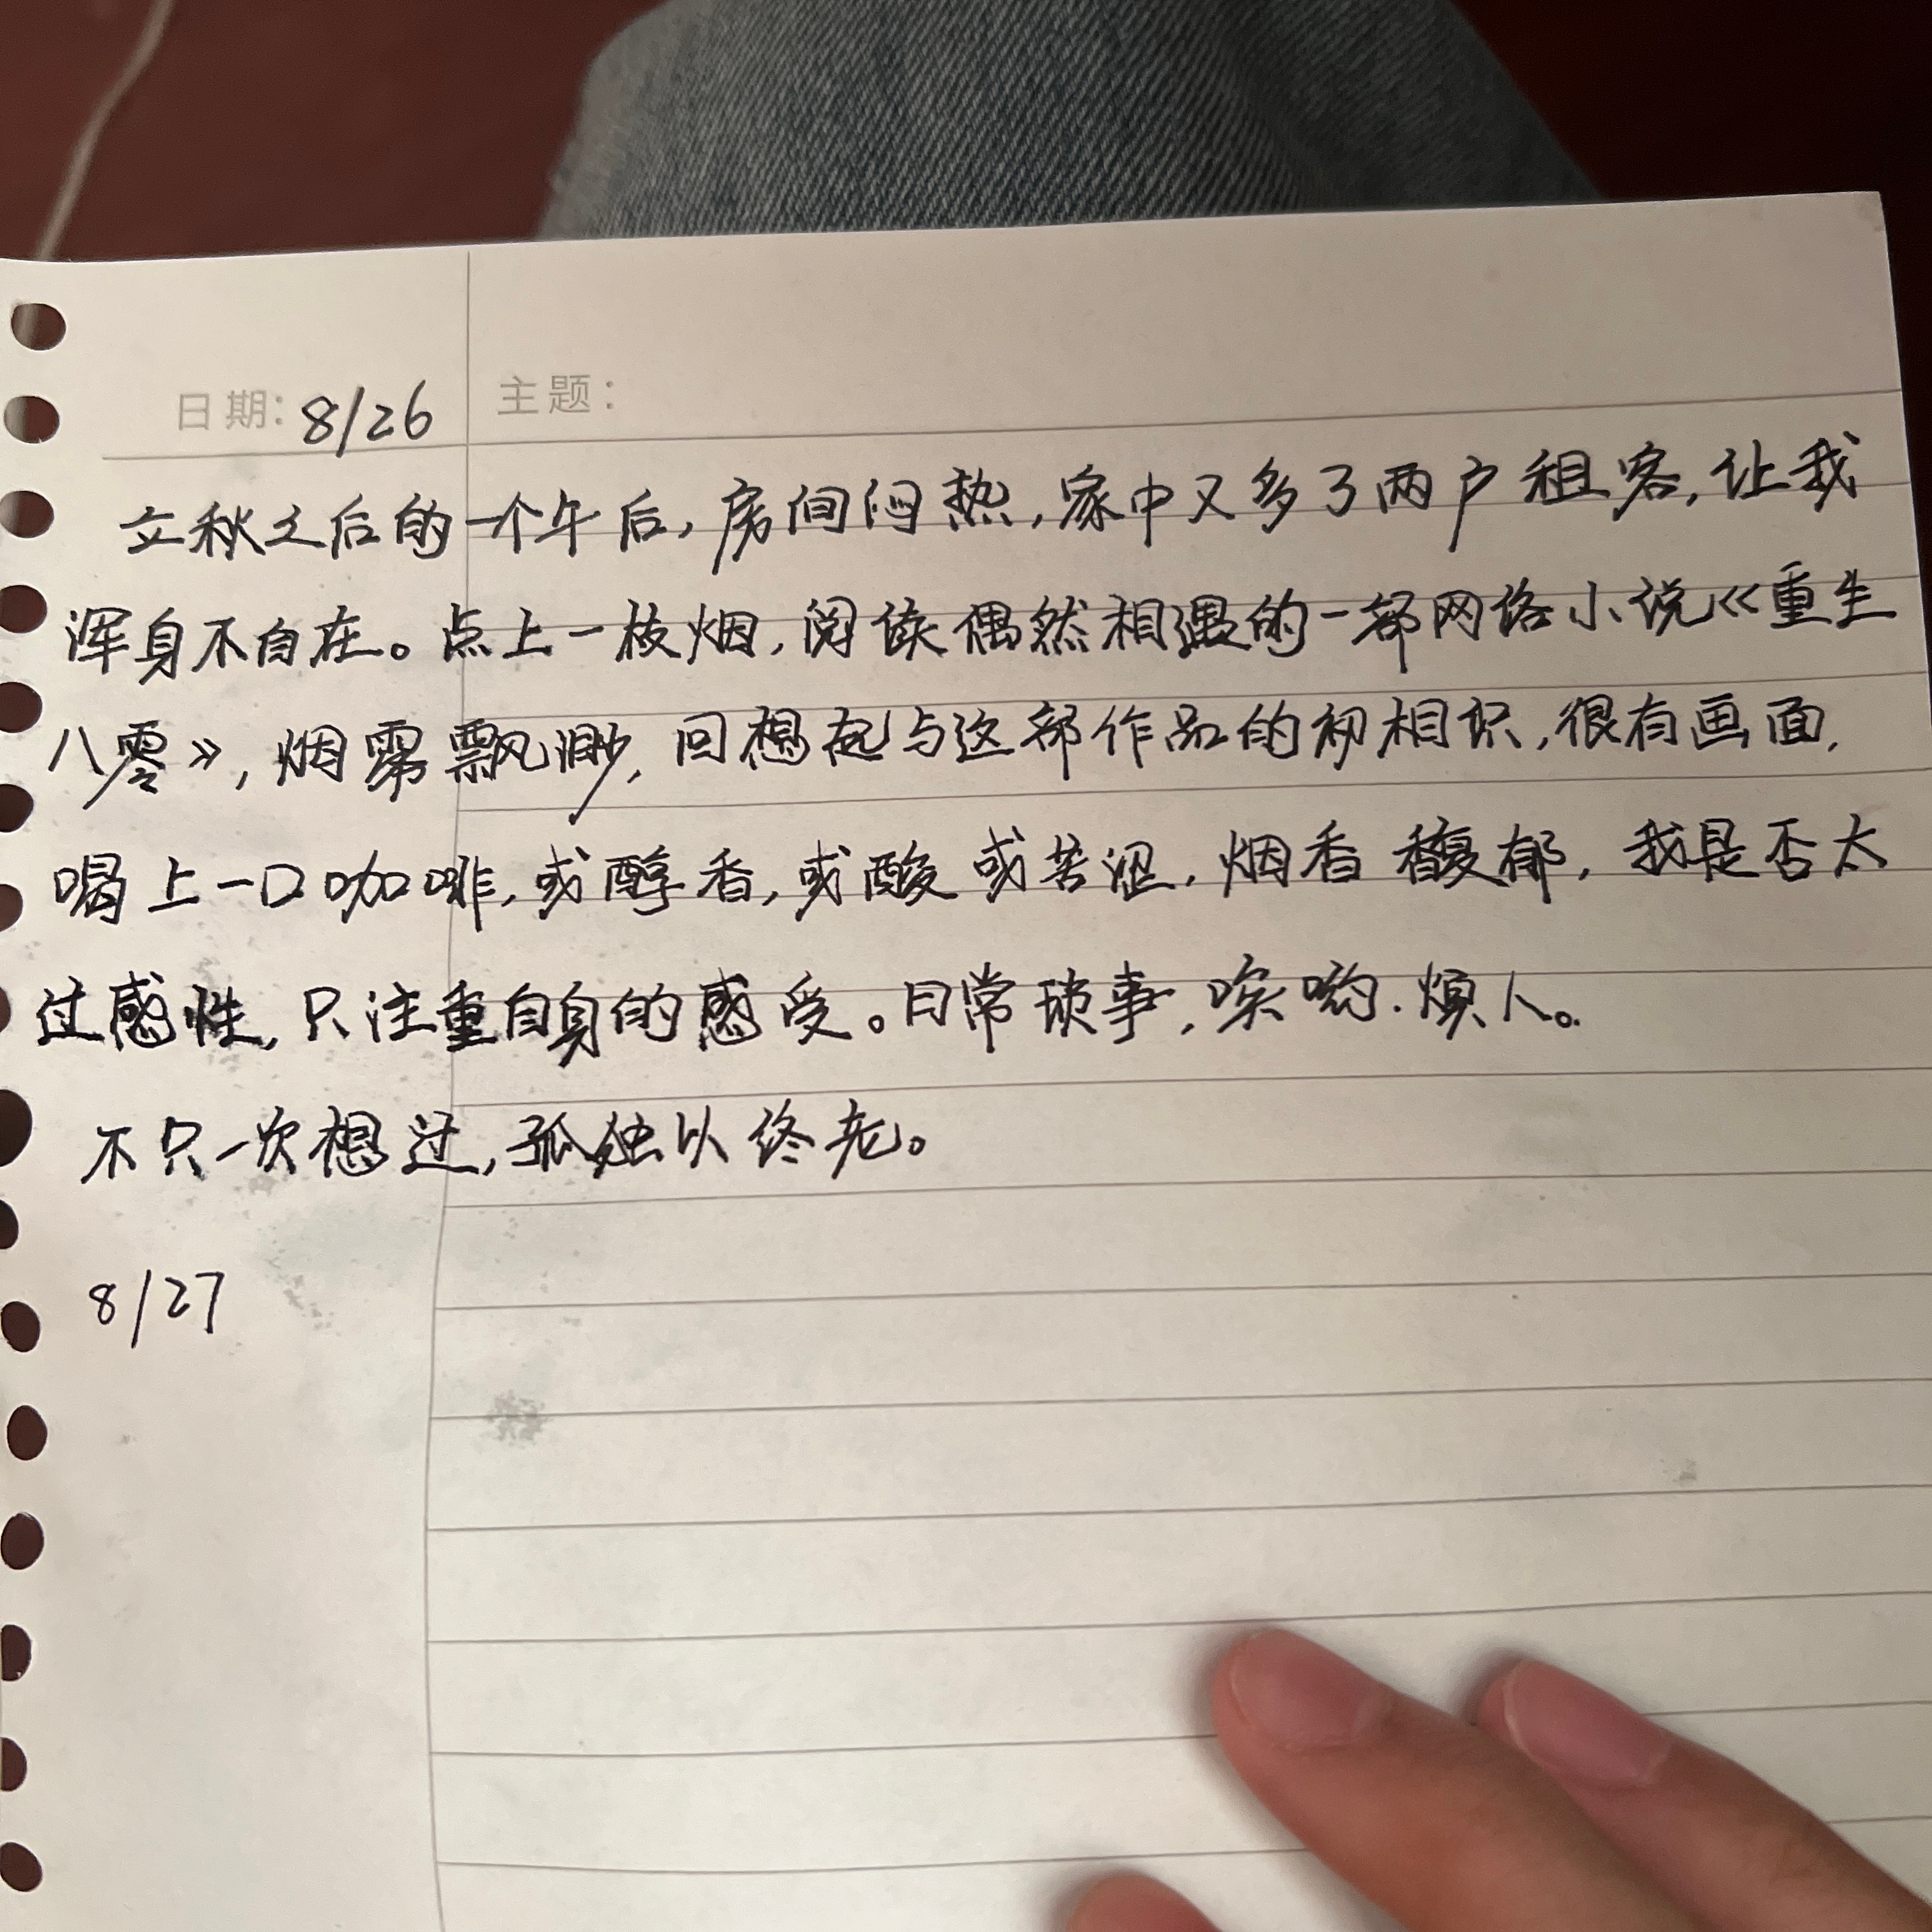 日期: 8/26 主题:
立秋之后的一个午后,房间闷热,家中又多了两户租客,让我
浑身不自在。点上一枝烟,阅读偶然相遇的一部网络小说《重生
八零》,烟雾飘渺,回想起与这部作品的初相识,很有画面,
喝上一口咖啡,或醇香,或酸或苦涩,烟香馥郁,我是否太
过感性,只注重自身的感受。日常琐事,唉哟.烦人。
不只一次想过,孤独以终老。
8/27